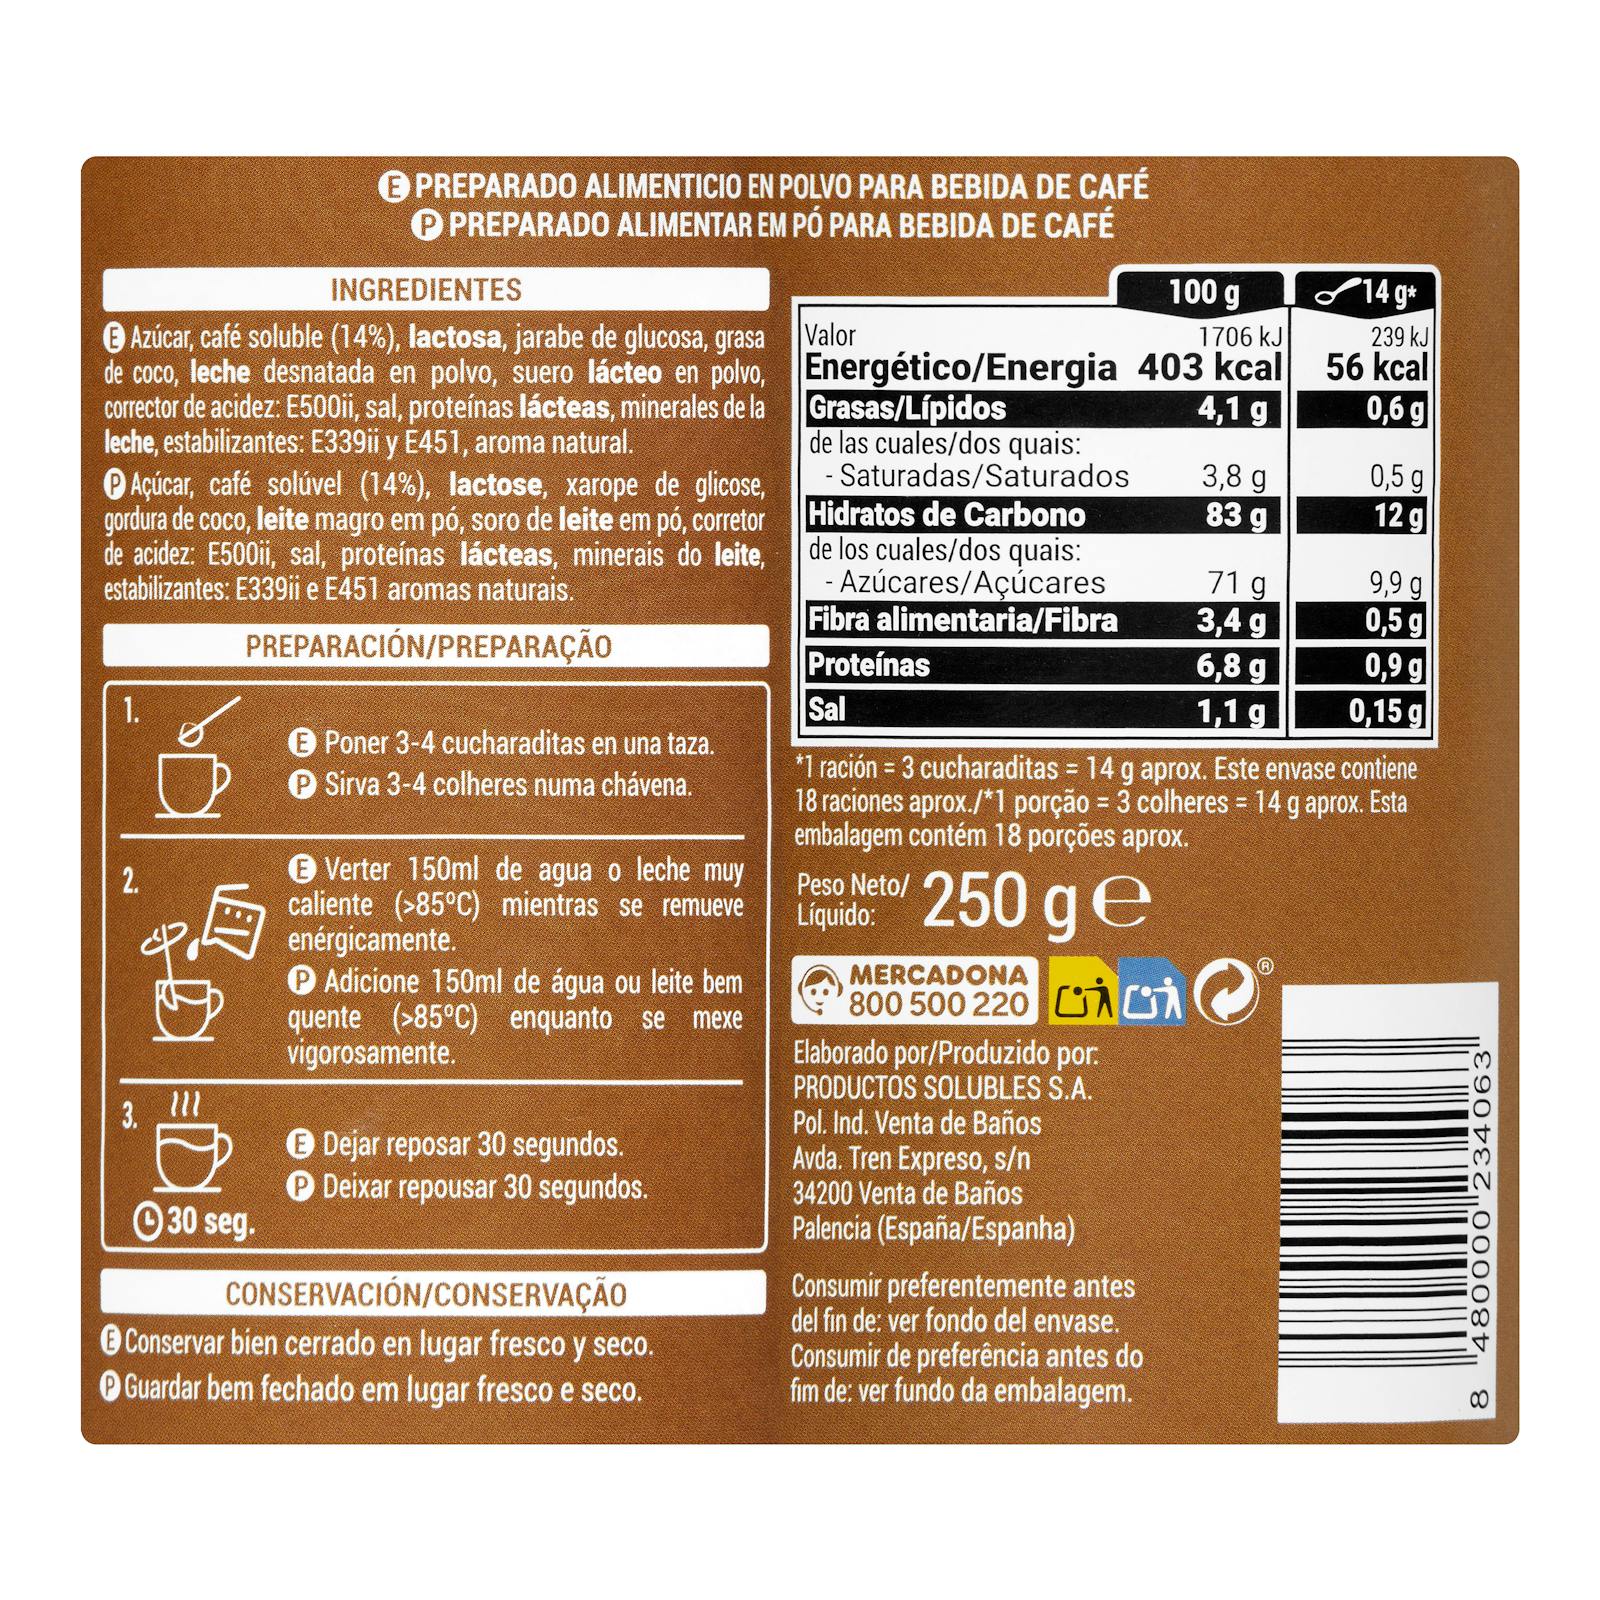 E PREPARADO ALIMENTICIO EN POLVO PARA BEBIDA DE CAFÉ
P PREPARADO ALIMENTAR EM PÓ PARA BEBIDA DE CAFÉ
INGREDIENTES
E Azúcar, café soluble (14%), lactosa, jarabe de glucosa, grasa
de coco, leche desnatada en polvo, suero lácteo en polvo,
corrector de acidez: E500ii, sal, proteínas lácteas, minerales de la
leche, estabilizantes: E339ii y E451, aroma natural.
P Açúcar, café solúvel (14%), lactose, xarope de glicose,
gordura de coco, leite magro em pó, soro de leite em pó, corretor
de acidez: E500ii, sal, proteínas lácteas, minerais do leite,
estabilizantes: E339ii e E451 aromas naturais.
PREPARACIÓN/PREPARAÇÃO
1.
E Poner 3-4 cucharaditas en una taza.
P Sirva 3-4 colheres numa chávena.
2.
E Verter 150ml de agua o leche muy
caliente (>85ºC) mientras se remueve
enérgicamente.
P Adicione 150ml de água ou leite bem
quente (>85ºC) enquanto se mexe
vigorosamente.
3.
E Dejar reposar 30 segundos.
P Deixar repousar 30 segundos.
30 seg.
CONSERVACIÓN/CONSERVAÇÃO
E Conservar bien cerrado en lugar fresco y seco.
P Guardar bem fechado em lugar fresco e seco.
100 g 14 g*
Valor 1706 kJ 239 kJ
Energético/Energia 403 kcal 56 kcal
Grasas/Lípidos 4,1 g 0,6 g
de las cuales/dos quais:
- Saturadas/Saturados 3,8 g 0,5 g
Hidratos de Carbono 83 g 12 g
de los cuales/dos quais:
- Azúcares/Açúcares 71 g 9,9 g
Fibra alimentaria/Fibra 3,4 g 0,5 g
Proteínas 6,8 g 0,9 g
Sal 1,1 g 0,15 g
*1 ración = 3 cucharaditas = 14 g aprox. Este envase contiene
18 raciones aprox./*1 porção = 3 colheres = 14 g aprox. Esta
embalagem contém 18 porções aprox.
Peso Neto/
Líquido: 250 g e
MERCADONA
800 500 220
®
Elaborado por/Produzido por:
PRODUCTOS SOLUBLES S.A.
Pol. Ind. Venta de Baños
Avda. Tren Expreso, s/n
34200 Venta de Baños
Palencia (España/Espanha)
Consumir preferentemente antes
del fin de: ver fondo del envase.
Consumir de preferência antes do
fim de: ver fundo da embalagem.
8 480000 234063